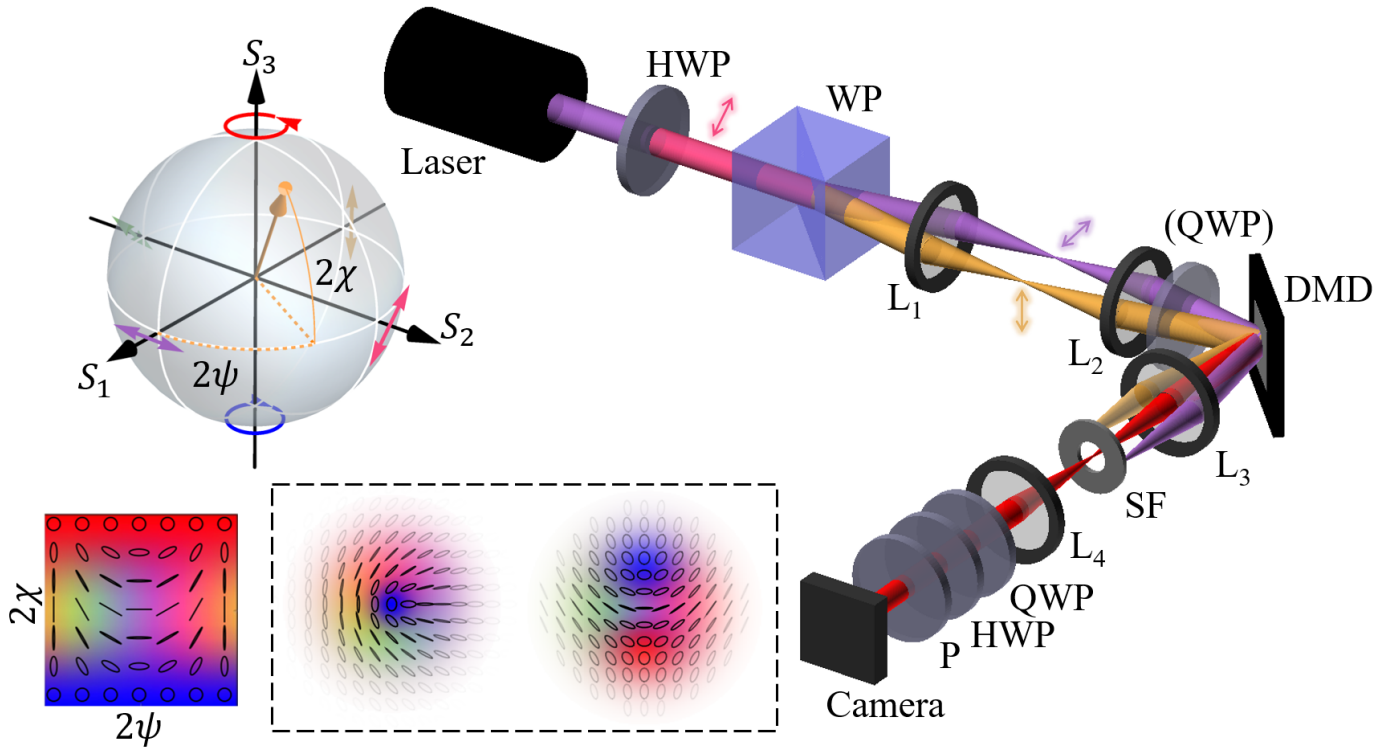 S₃
S₁
S₂
2χ
2ψ
Laser
HWP
WP
L₁
L₂
(QWP)
DMD
L₃
SF
L₄
QWP
HWP
P
Camera
2χ
2ψ